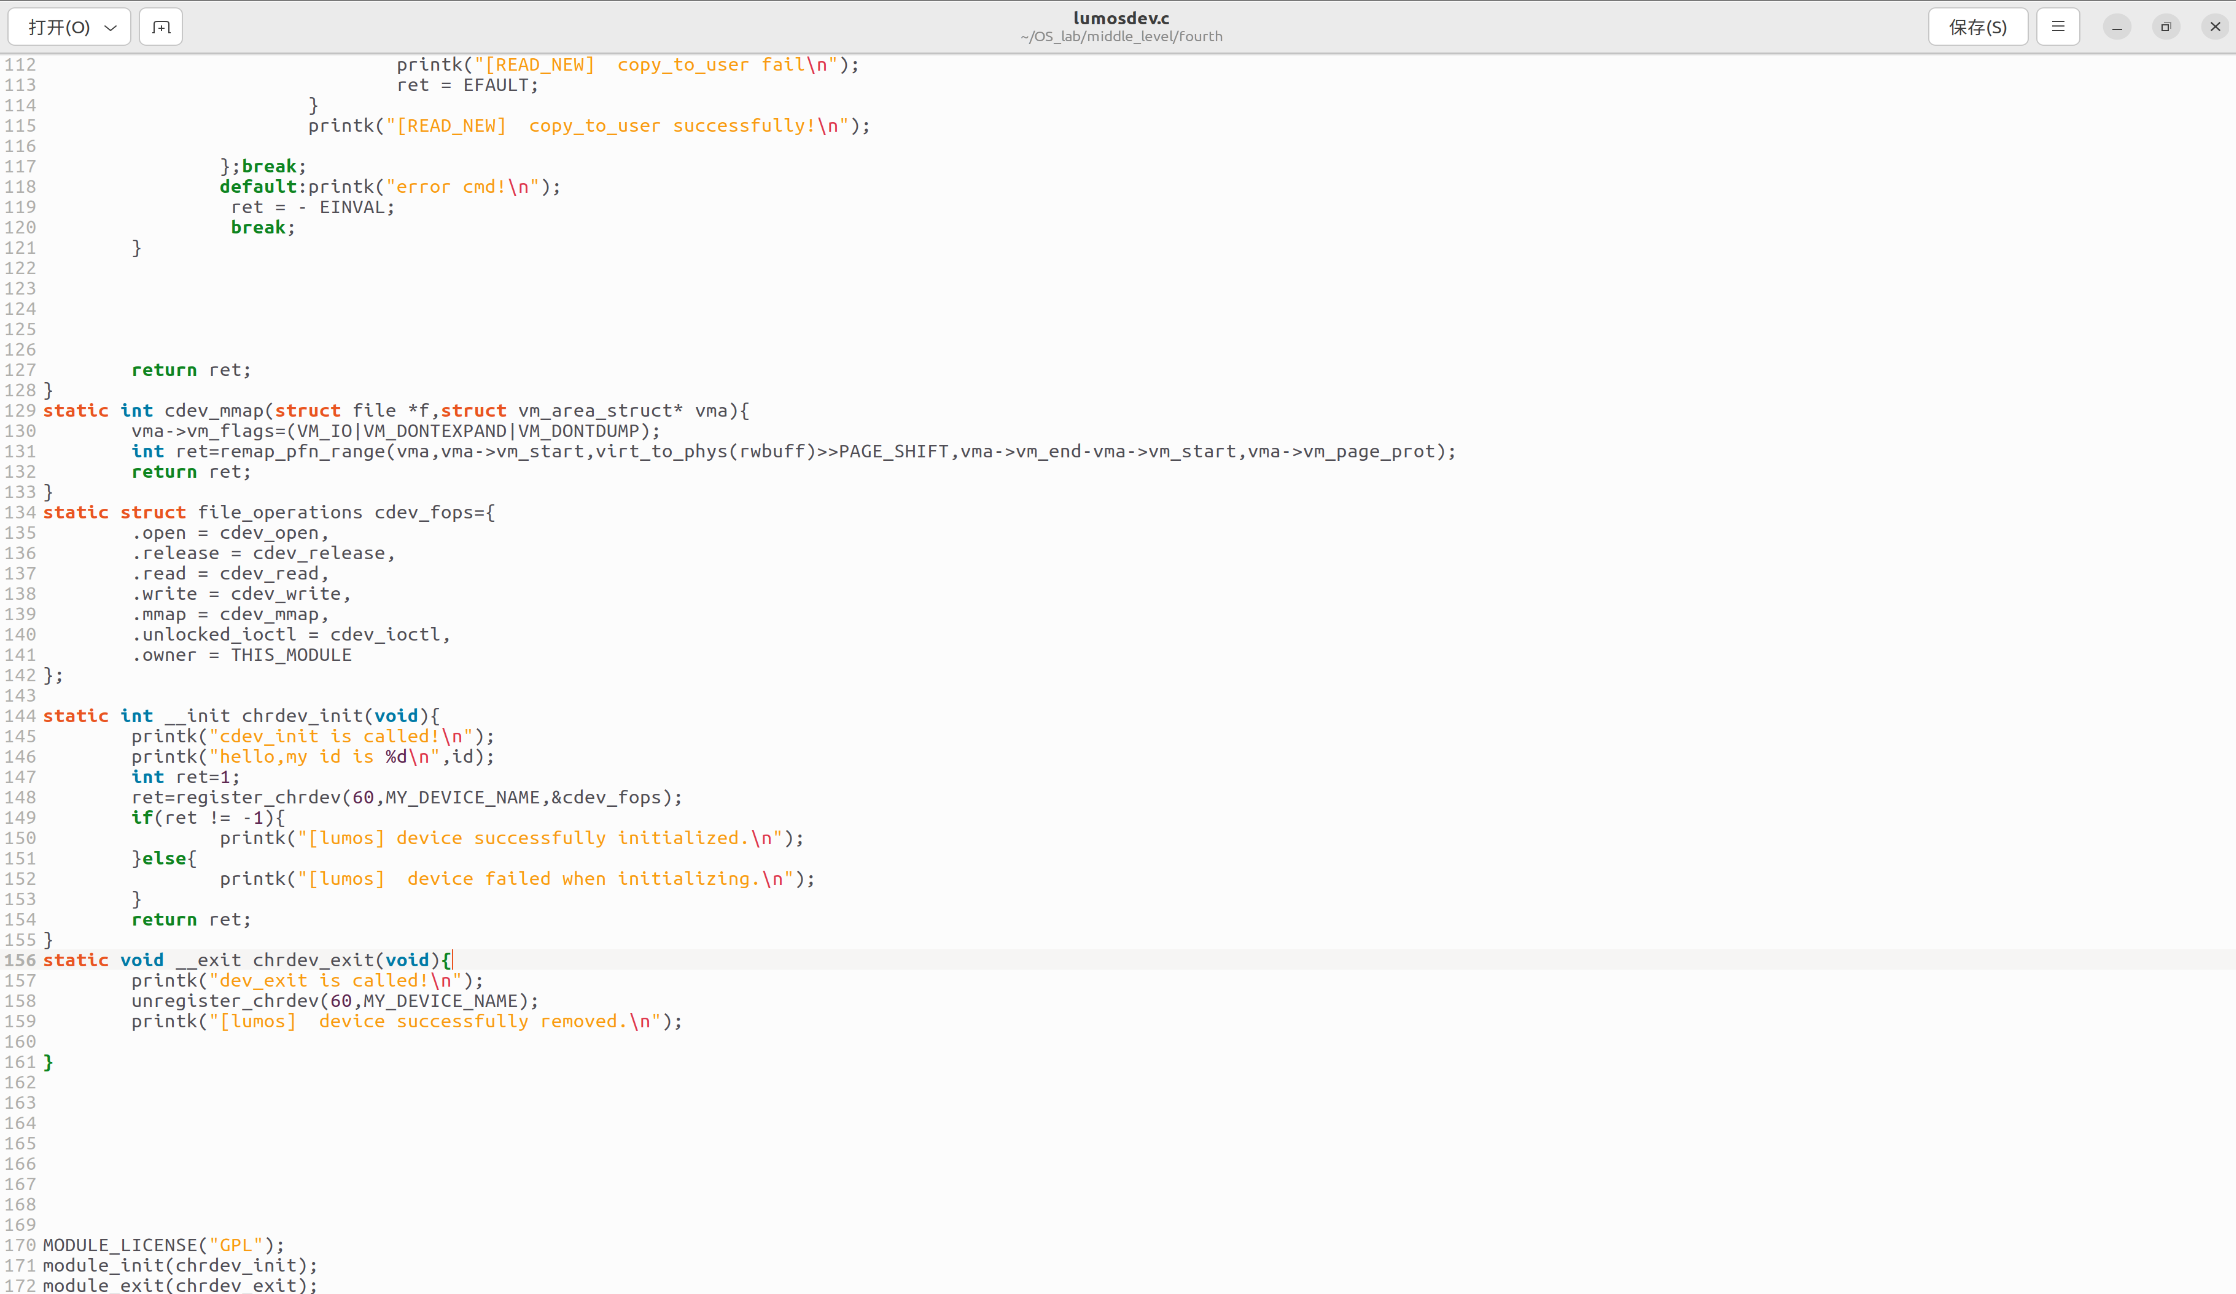 打开(O)
lumosdev.c
~/OS_lab/middle_level/fourth
保存(S)
112 printk("[READ_NEW]  copy_to_user fail\n");
113 ret = EFAULT;
114 }
115 printk("[READ_NEW]  copy_to_user successfully!\n");
116
117 };break;
118 default:printk("error cmd!\n");
119 ret = - EINVAL;
120 break;
121 }
122
123
124
125
126
127 return ret;
128 }
129 static int cdev_mmap(struct file *f,struct vm_area_struct* vma){
130 vma->vm_flags=(VM_IO|VM_DONTEXPAND|VM_DONTDUMP);
131 int ret=remap_pfn_range(vma,vma->vm_start,virt_to_phys(rwbuff)>>PAGE_SHIFT,vma->vm_end-vma->vm_start,vma->vm_page_prot);
132 return ret;
133 }
134 static struct file_operations cdev_fops={
135 .open = cdev_open,
136 .release = cdev_release,
137 .read = cdev_read,
138 .write = cdev_write,
139 .mmap = cdev_mmap,
140 .unlocked_ioctl = cdev_ioctl,
141 .owner = THIS_MODULE
142 };
143
144 static int __init chrdev_init(void){
145 printk("cdev_init is called!\n");
146 printk("hello,my id is %d\n",id);
147 int ret=1;
148 ret=register_chrdev(60,MY_DEVICE_NAME,&cdev_fops);
149 if(ret != -1){
150 printk("[lumos] device successfully initialized.\n");
151 }else{
152 printk("[lumos]  device failed when initializing.\n");
153 }
154 return ret;
155 }
156 static void __exit chrdev_exit(void){
157 printk("dev_exit is called!\n");
158 unregister_chrdev(60,MY_DEVICE_NAME);
159 printk("[lumos]  device successfully removed.\n");
160
161 }
162
163
164
165
166
167
168
169
170 MODULE_LICENSE("GPL");
171 module_init(chrdev_init);
172 module_exit(chrdev_exit);